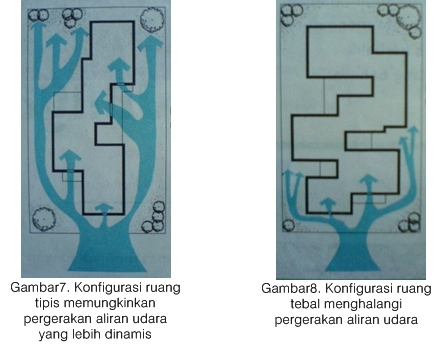 Gambar7. Konfigurasi ruang
tipis memungkinkan
pergerakan aliran udara
yang lebih dinamis
Gambar8. Konfigurasi ruang
tebal menghalangi
pergerakan aliran udara